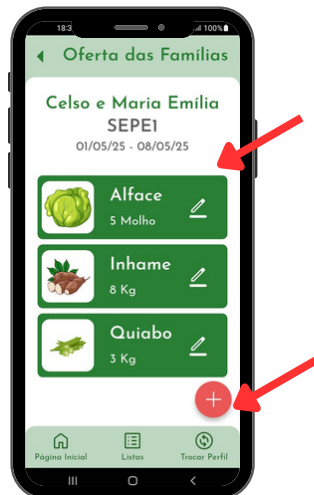 100%
Oferta das Famílias
Celso e Maria Emília
SEPE1
01/05/25 - 08/05/25
Alface
5 Molho
Inhame
8 Kg
Quiabo
3 Kg
Página Inicial
Listas
Trocar Perfil